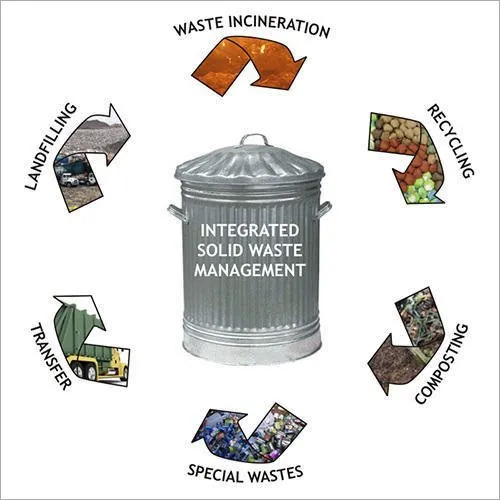 WASTE INCINERATION
RECYCLING
COMPOSTING
SPECIAL WASTES
TRANSFER
LANDFILLING
INTEGRATED
SOLID WASTE
MANAGEMENT